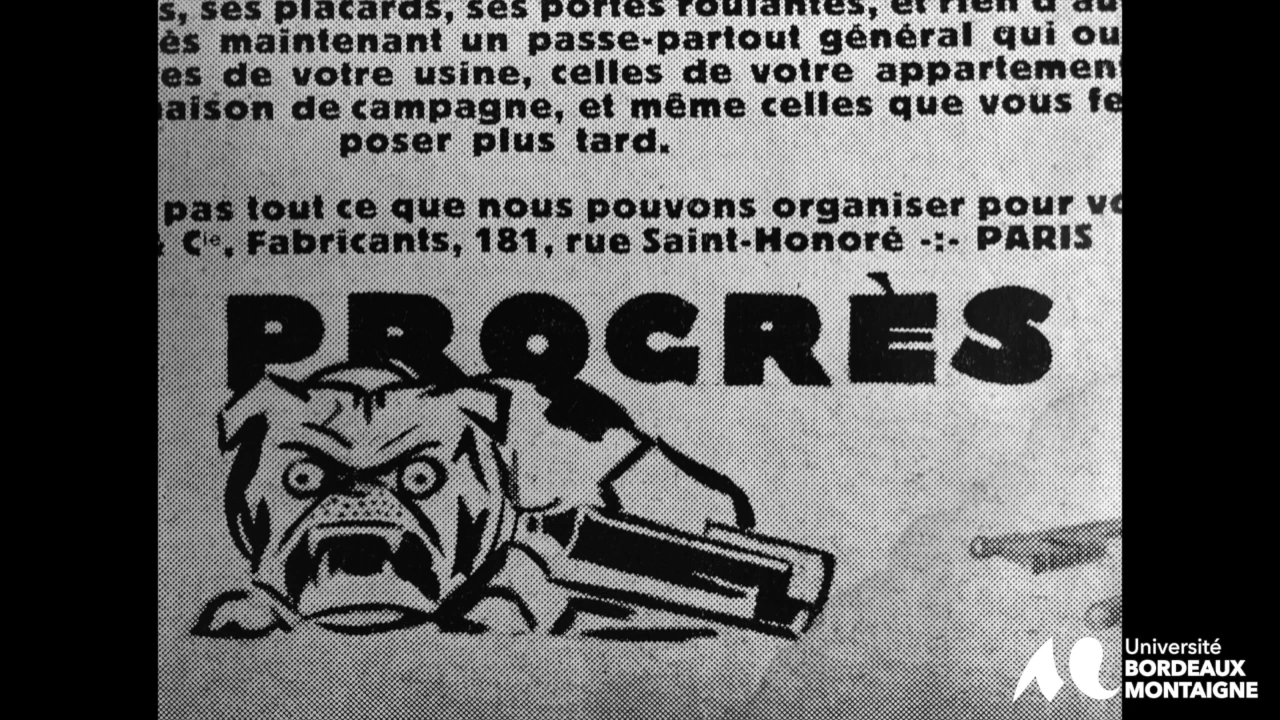 s, ses placards, ses portes roulantes, et rien d'au
ès maintenant un passe-partout général qui ou
es de votre usine, celles de votre appartemen
aison de campagne, et même celles que vous fe
poser plus tard.
pas tout ce que nous pouvons organiser pour vo
& Cie, Fabricants, 181, rue Saint-Honoré -:- PARIS
PROGRÈS
Université
BORDEAUX
MONTAIGNE